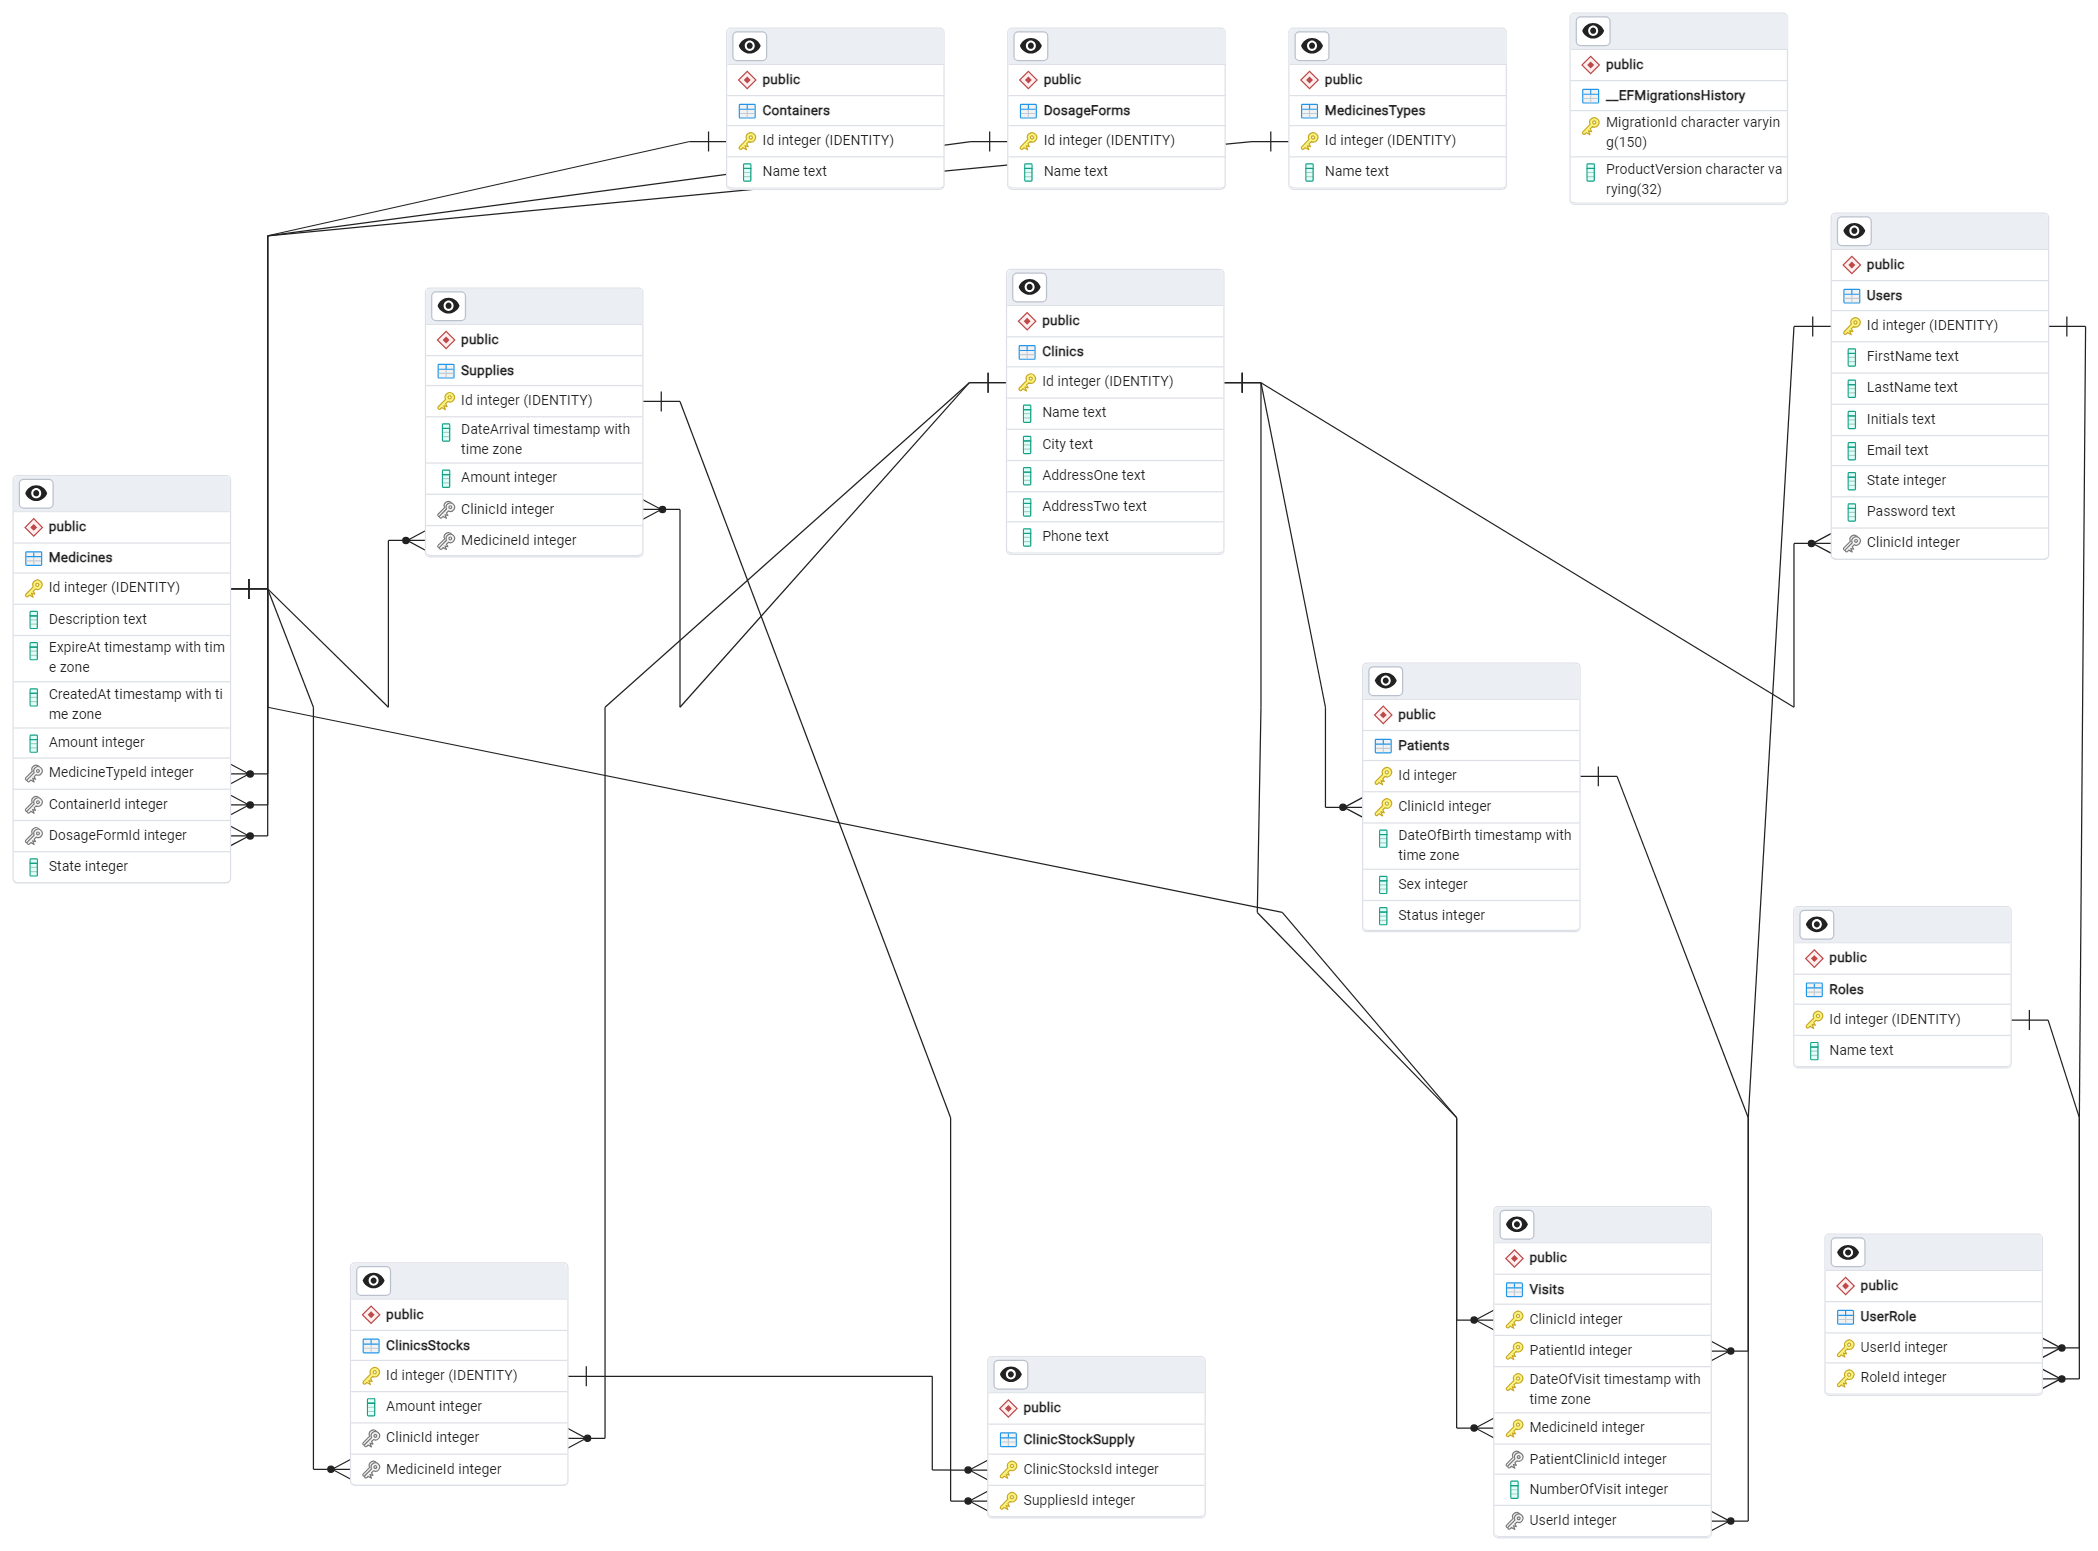 public
Containers
Id integer (IDENTITY)
Name text
public
DosageForms
Id integer (IDENTITY)
Name text
public
MedicinesTypes
Id integer (IDENTITY)
Name text
public
__EFMigrationsHistory
MigrationId character varyin
g(150)
ProductVersion character va
rying(32)
public
Users
Id integer (IDENTITY)
FirstName text
LastName text
Initials text
Email text
State integer
Password text
ClinicId integer
public
Supplies
Id integer (IDENTITY)
DateArrival timestamp with
time zone
Amount integer
ClinicId integer
MedicineId integer
public
Clinics
Id integer (IDENTITY)
Name text
City text
AddressOne text
AddressTwo text
Phone text
public
Medicines
Id integer (IDENTITY)
Description text
ExpireAt timestamp with tim
e zone
CreatedAt timestamp with ti
me zone
Amount integer
MedicineTypeId integer
ContainerId integer
DosageFormId integer
State integer
public
Patients
Id integer
ClinicId integer
DateOfBirth timestamp with
time zone
Sex integer
Status integer
public
Roles
Id integer (IDENTITY)
Name text
public
ClinicsStocks
Id integer (IDENTITY)
Amount integer
ClinicId integer
MedicineId integer
public
ClinicStockSupply
ClinicStocksId integer
SuppliesId integer
public
Visits
ClinicId integer
PatientId integer
DateOfVisit timestamp with
time zone
MedicineId integer
PatientClinicId integer
NumberOfVisit integer
UserId integer
public
UserRole
UserId integer
RoleId integer